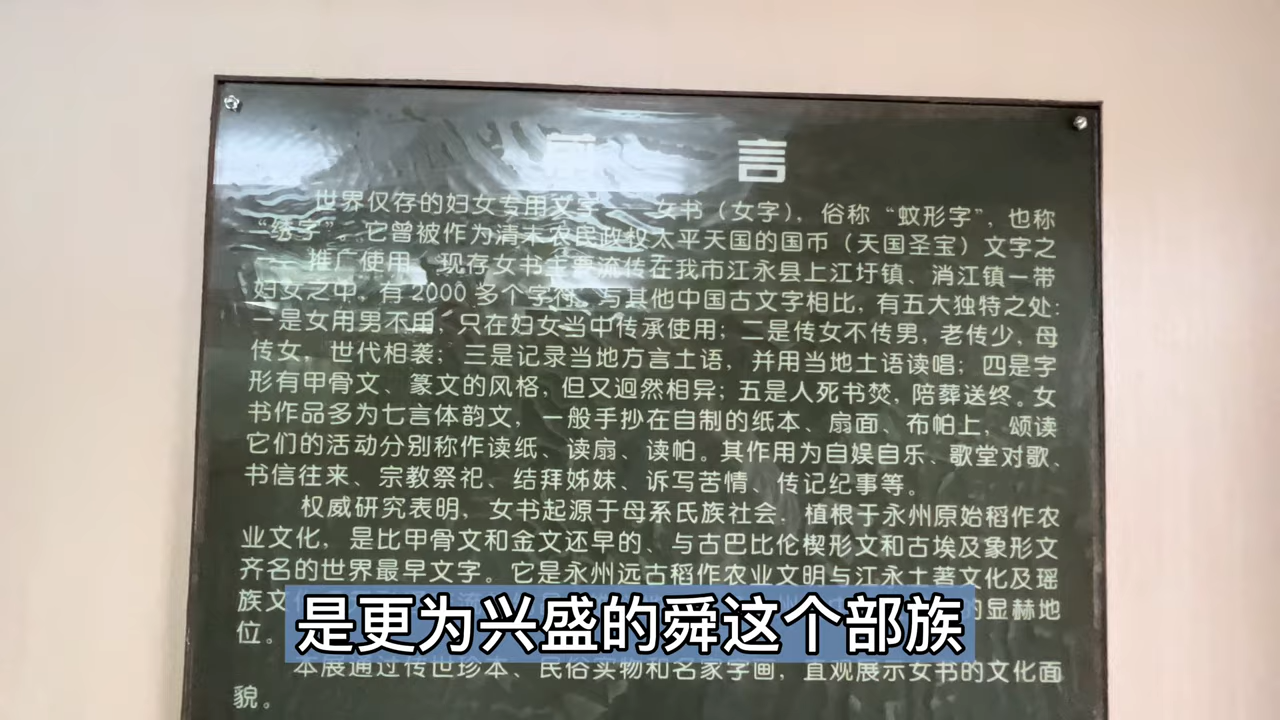 言
世界仅存的妇女专用文字 女书（女字），俗称“蚊形字”，也称
“绣字”。它曾被作为清末农民政权太平天国的国币（天国圣宝）文字之
一 推广使用 现存女书主要流传在我市江永县上江圩镇、消江镇一带
妇女之中，有2000多个字符。与其他中国古文字相比，有五大独特之处：
一是女用男不用，只在妇女当中传承使用；二是传女不传男，老传少，母
传女，世代相袭；三是记录当地方言土语，并用当地土语读唱；四是字
形有甲骨文、篆文的风格，但又迥然相异；五是人死书焚，陪葬送终。女
书作品多为七言体韵文，一般手抄在自制的纸本、扇面、布帕上，颂读
它们的活动分别称作读纸、读扇、读帕。其作用为自娱自乐、歌堂对歌、
书信往来、宗教祭祀、结拜姊妹、诉写苦情、传记纪事等。
权威研究表明，女书起源于母系氏族社会，植根于永州原始稻作农
业文化，是比甲骨文和金文还早的、与古巴比伦楔形文和古埃及象形文
齐名的世界最早文字。它是永州远古稻作农业文明与江永土著文化及瑶
族文 的显赫地
位。
是更为兴盛的舜这个部族
本展通过传世珍本、民俗实物和名家字画，直观展示女书的文化面
貌。